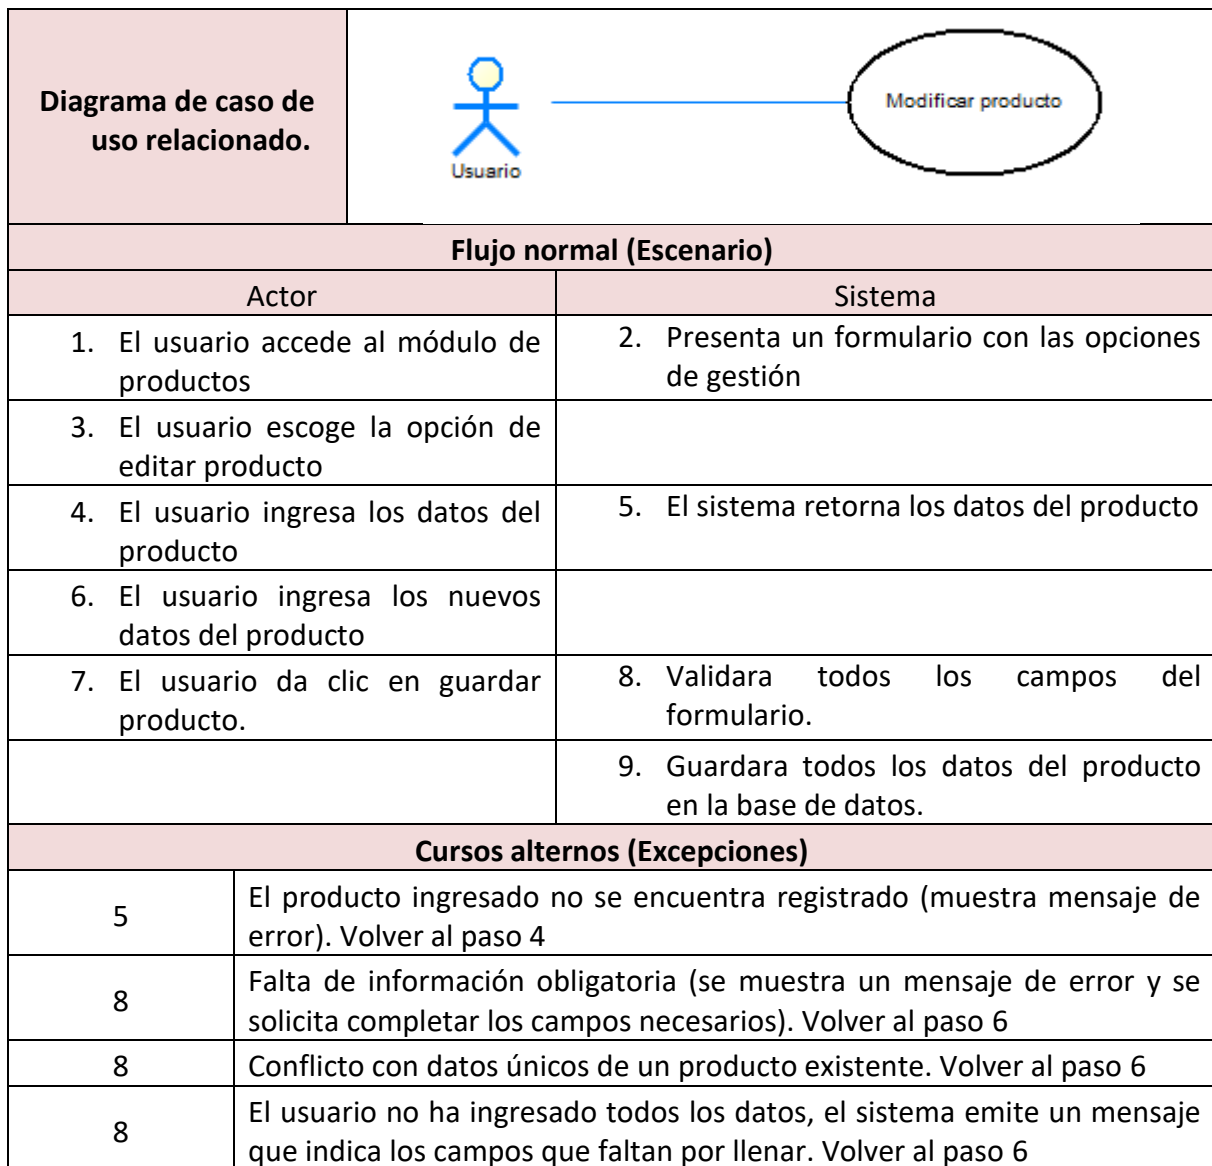 Diagrama de caso de
uso relacionado.
Usuario
Modificar producto
Flujo normal (Escenario)
Actor
Sistema
1. El usuario accede al módulo de
productos
2. Presenta un formulario con las opciones
de gestión
3. El usuario escoge la opción de
editar producto
4. El usuario ingresa los datos del
producto
5. El sistema retorna los datos del producto
6. El usuario ingresa los nuevos
datos del producto
7. El usuario da clic en guardar
producto.
8. Validara todos los campos del
formulario.
9. Guardara todos los datos del producto
en la base de datos.
Cursos alternos (Excepciones)
5
El producto ingresado no se encuentra registrado (muestra mensaje de
error). Volver al paso 4
8
Falta de información obligatoria (se muestra un mensaje de error y se
solicita completar los campos necesarios). Volver al paso 6
8
Conflicto con datos únicos de un producto existente. Volver al paso 6
8
El usuario no ha ingresado todos los datos, el sistema emite un mensaje
que indica los campos que faltan por llenar. Volver al paso 6